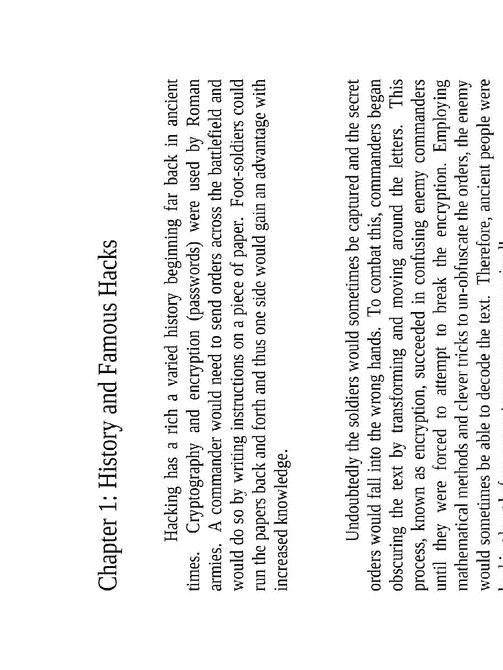 Chapter 1: History and Famous Hacks
Hacking has a rich a varied history beginning far back in ancient
times. Cryptography and encryption (passwords) were used by Roman
armies. A commander would need to send orders across the battlefield and
would do so by writing instructions on a piece of paper. Foot-soldiers could
run the papers back and forth and thus one side would gain an advantage with
increased knowledge.
Undoubtedly the soldiers would sometimes be captured and the secret
orders would fall into the wrong hands. To combat this, commanders began
obscuring the text by transforming and moving around the letters. This
process, known as encryption, succeeded in confusing enemy commanders
until they were forced to attempt to break the encryption. Employing
mathematical methods and clever tricks to un-obfuscate the orders, the enemy
would sometimes be able to decode the text. Therefore, ancient people were